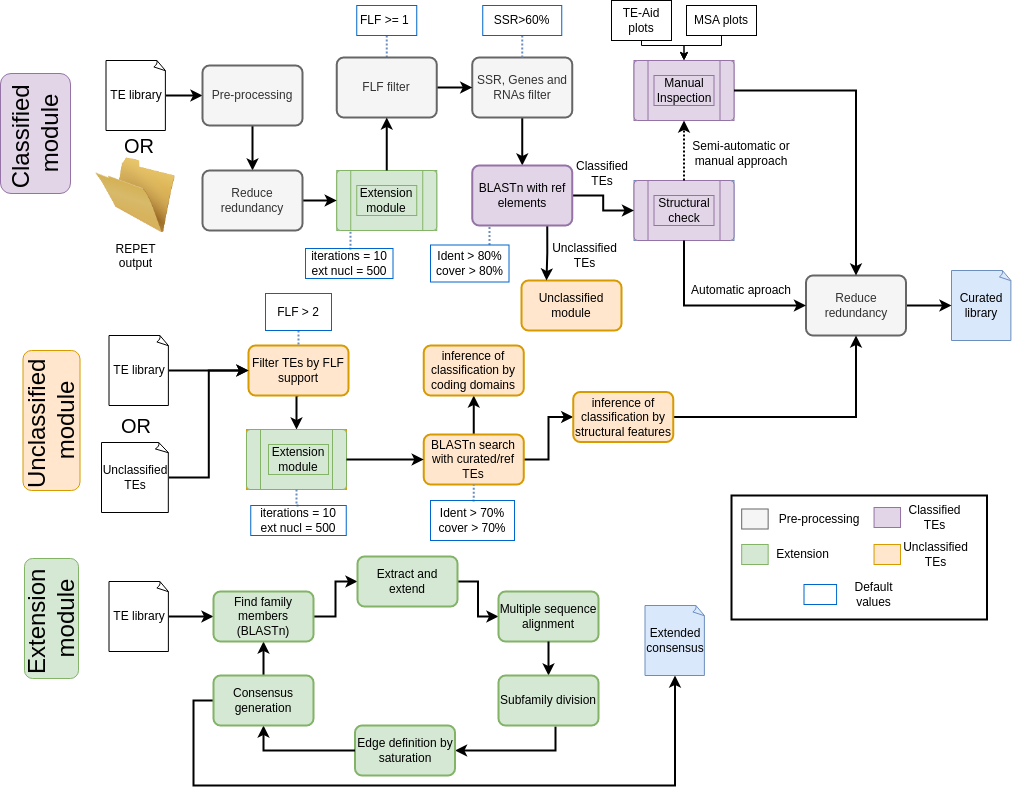 Classified
module
TE library
OR
REPET
output
Pre-processing
Reduce
redundancy
FLF >= 1
FLF filter
Extension
module
iterations = 10
ext nucl = 500
SSR>60%
SSR, Genes and
RNAs filter
BLASTn with ref
elements
Ident > 80%
cover > 80%
Classified
TEs
Unclassified
TEs
Unclassified
module
TE-Aid
plots
MSA plots
Manual
Inspection
Semi-automatic or
manual approach
Structural
check
Automatic aproach
Reduce
redundancy
Curated
library
Unclassified
module
TE library
OR
Unclassified
TEs
FLF > 2
Filter TEs by FLF
support
Extension
module
iterations = 10
ext nucl = 500
inference of
classification by
coding domains
BLASTn search
with curated/ref
TEs
Ident > 70%
cover > 70%
inference of
classification by
structural features
Pre-processing
Classified
TEs
Extension
Unclassified
TEs
Default
values
Extension
module
TE library
Find family
members
(BLASTn)
Extract and
extend
Multiple sequence
alignment
Subfamily division
Edge definition by
saturation
Consensus
generation
Extended
consensus